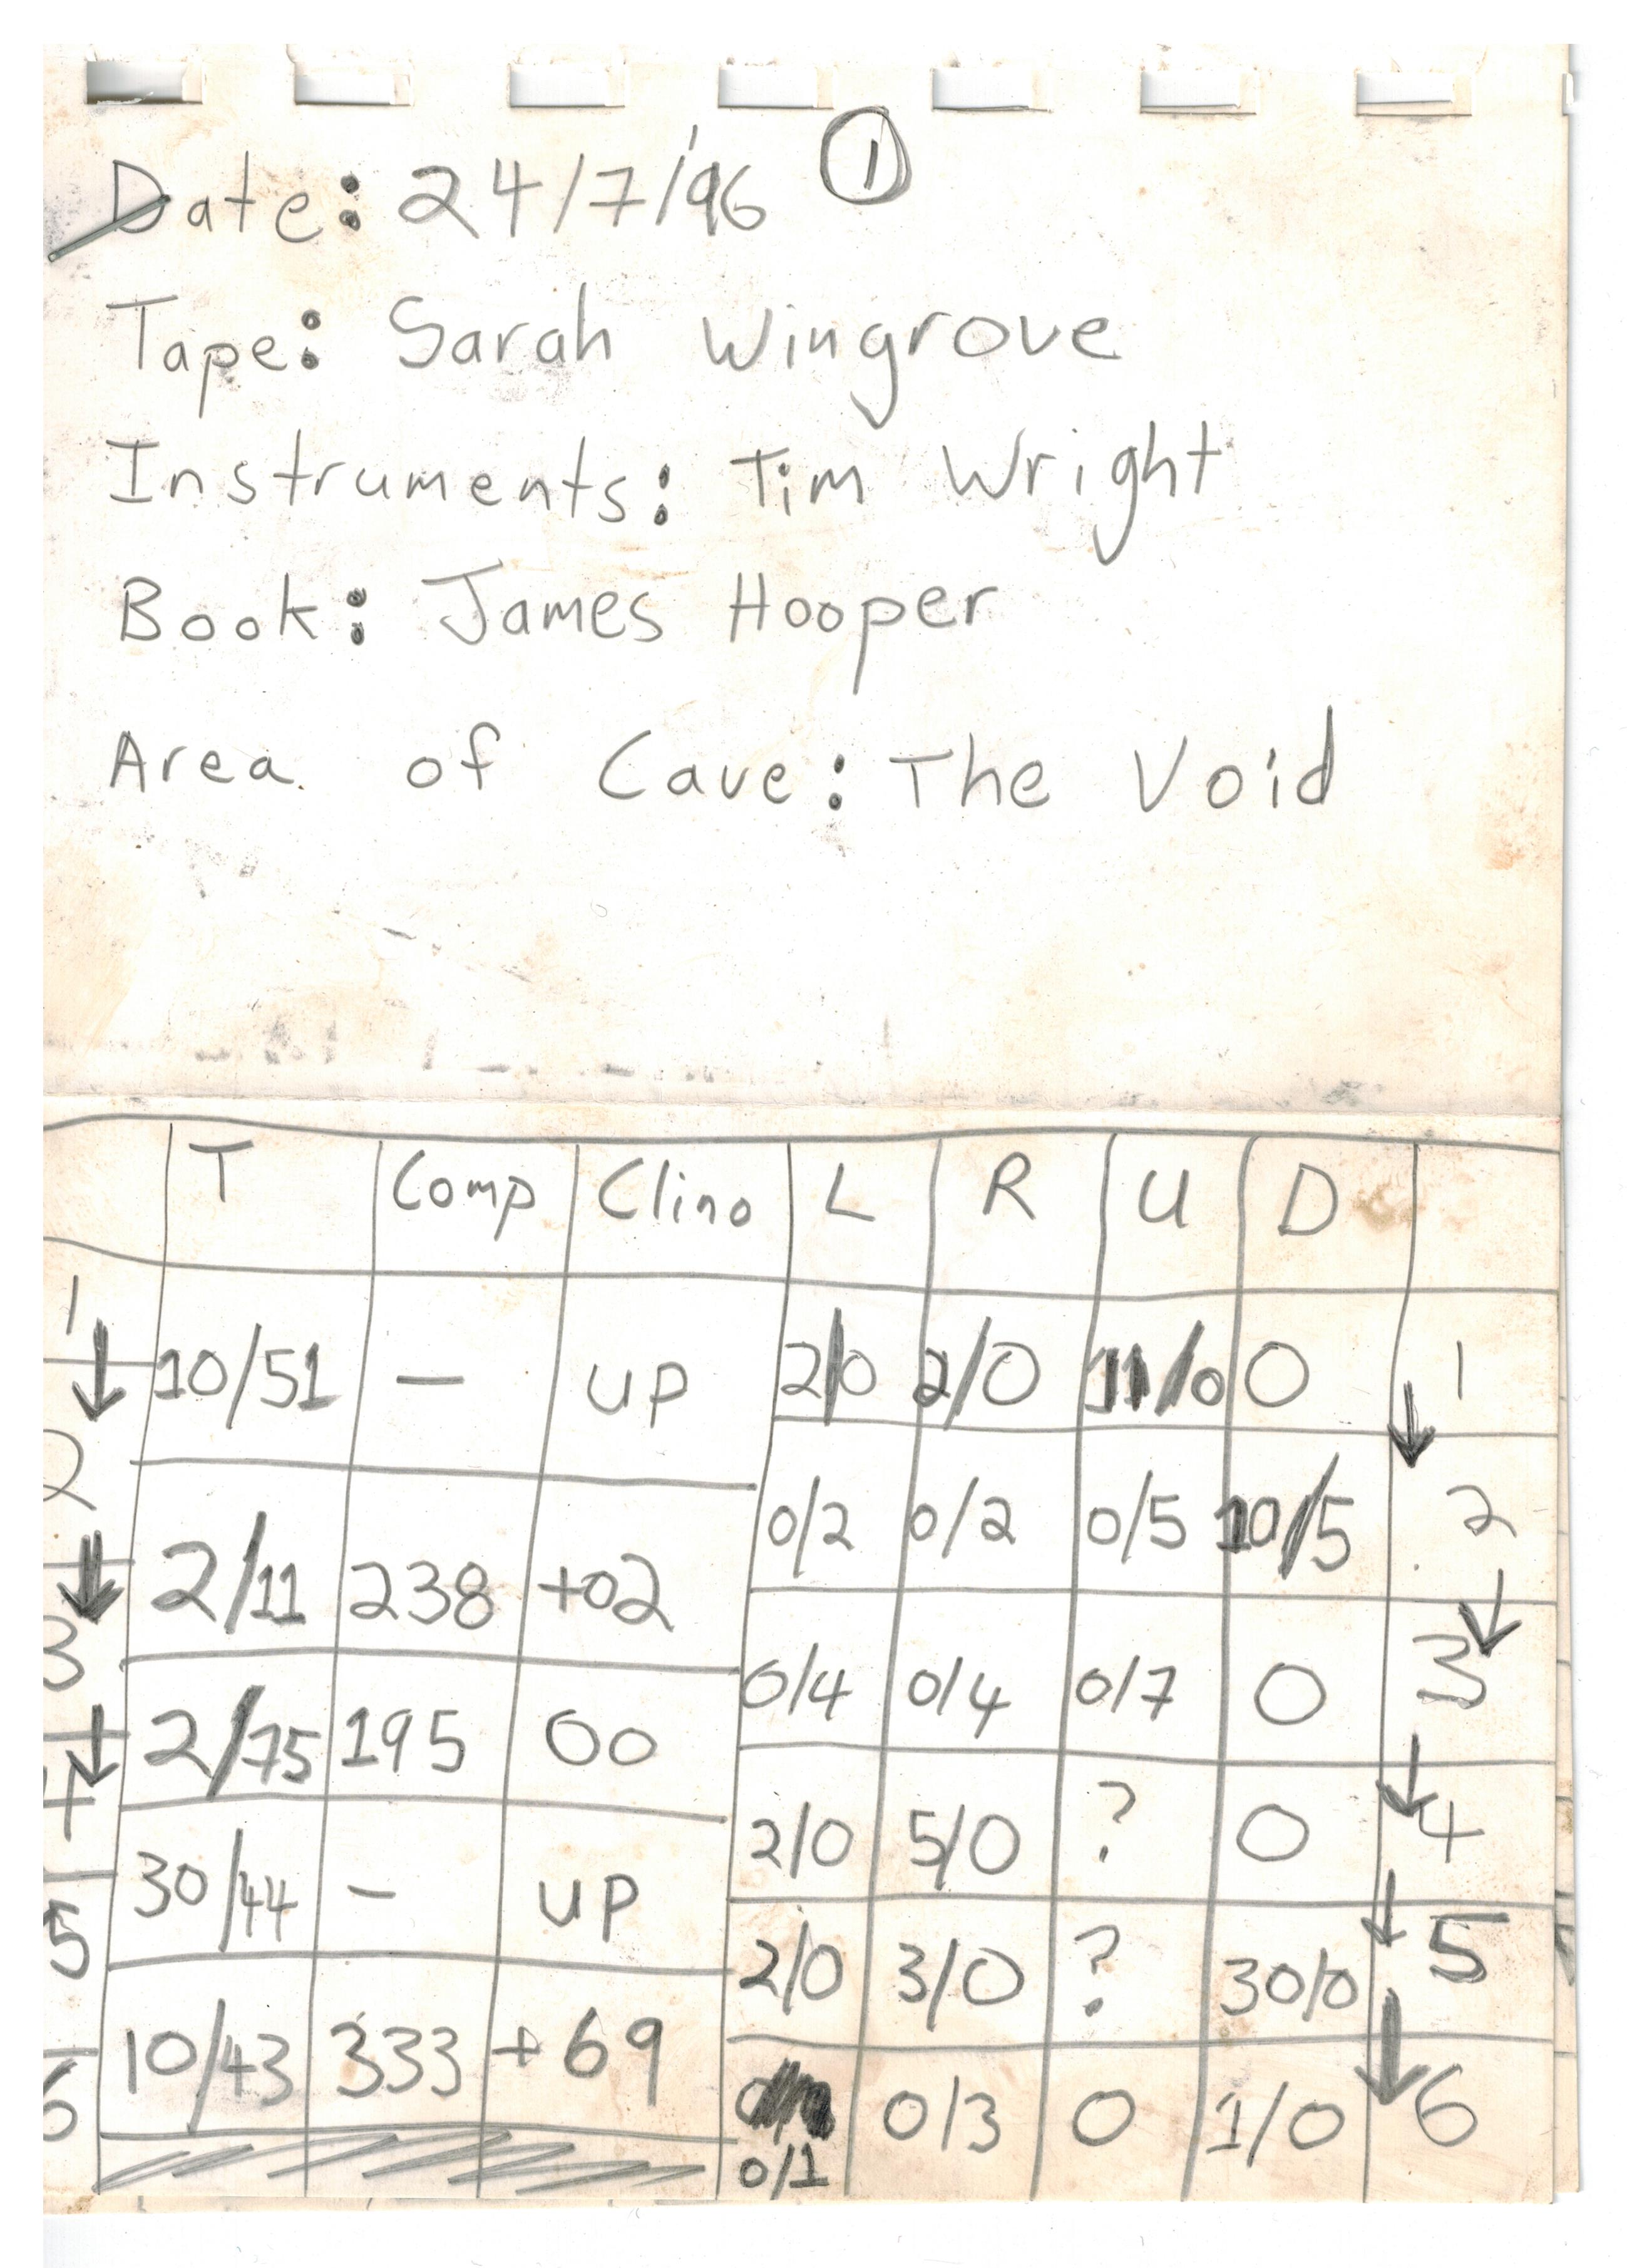 Date: 24/7/'96 1
Tape: Sarah Wingrove
Instruments: Tim Wright
Book: James Hooper
Area of Cave: The Void
T Comp Clino L R U D
1 ↓ 10/51 – up 2/0 2/0 11/0 0 1 ↓
2 ↓ 2/11 238 +02 0/2 0/2 0/5 10/5 2 ↓
3 ↓ 2/75 195 00 0/4 0/4 0/7 0 3 ↓
4 30/44 – up 2/0 5/0 ? 0 4 ↓
5 10/43 333 +69 2/0 3/0 ? 30/0 5 ↓
6 0/1 0/3 0 1/0 6